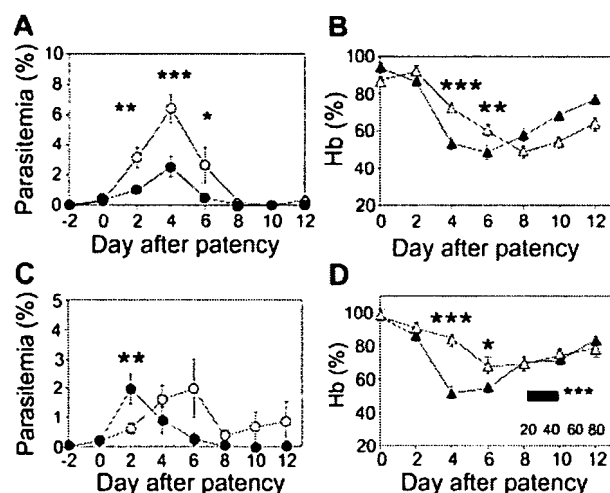 A
Parasitemia (%)
10
8
6
4
2
0
** *** *
-2 0 2 4 6 8 10 12
Day after patency
B
Hb (%)
100
80
60
40
20
*** **
0 2 4 6 8 10 12
Day after patency
C
Parasitemia (%)
5
4
3
2
1
0
**
-2 0 2 4 6 8 10 12
Day after patency
D
Hb (%)
100
80
60
40
20
*** *
***
20 40 60 80
0 2 4 6 8 10 12
Day after patency